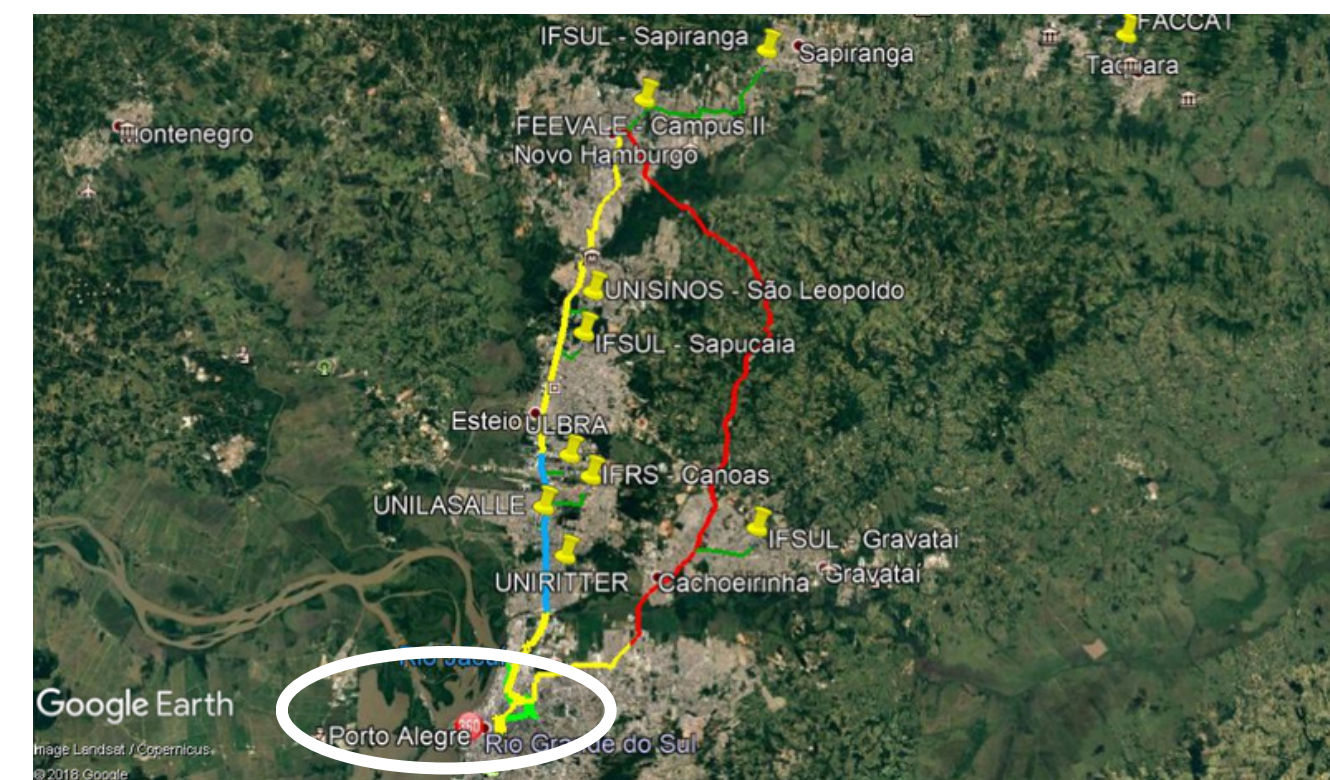 FACCAT
IFSUL - Sapiranga
Sapiranga
Taquara
Montenegro
FEEVALE - Campus II
Novo Hamburgo
UNISINOS - São Leopoldo
IFSUL - Sapucaia
Esteio
ULBRA
IFRS - Canoas
UNILASALLE
IFSUL - Gravatai
Gravataí
UNIRITTER
Cachoeirinha
Rio Jacuí
Google Earth
Porto Alegre
360
Rio Grande do Sul
Image Landsat / Copernicus
© 2018 Google